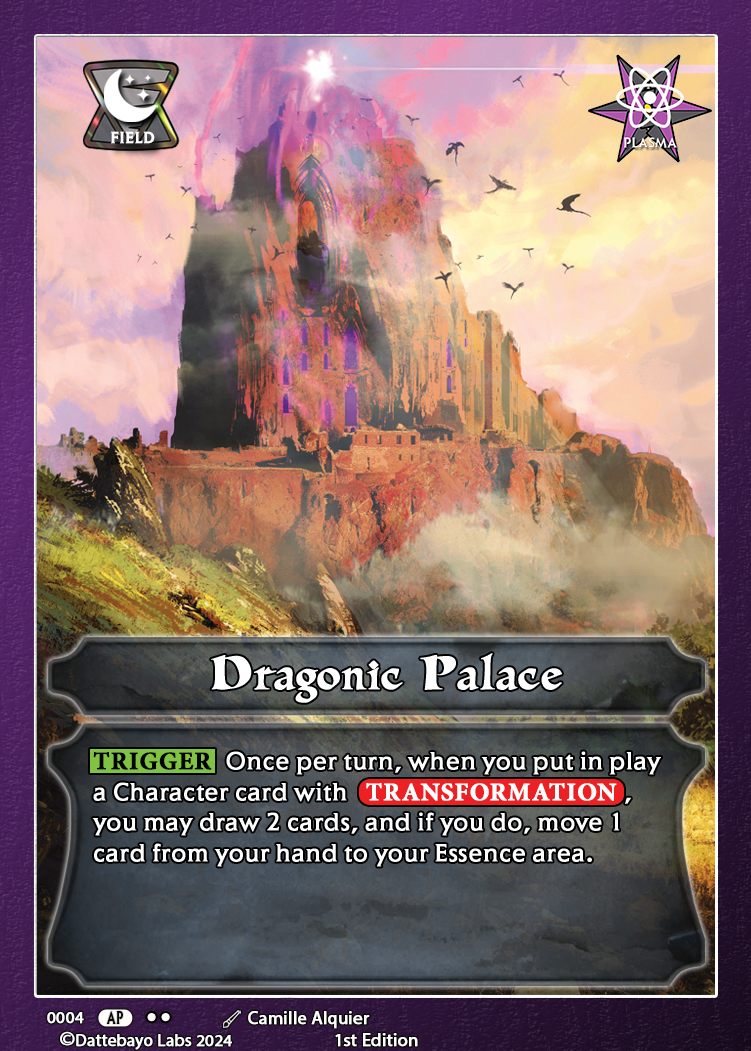 FIELD
PLASMA
Dragonic Palace
TRIGGER Once per turn, when you put in play
a Character card with TRANSFORMATION,
you may draw 2 cards, and if you do, move 1
card from your hand to your Essence area.
0004 AP Camille Alquier
©Dattebayo Labs 2024 1st Edition